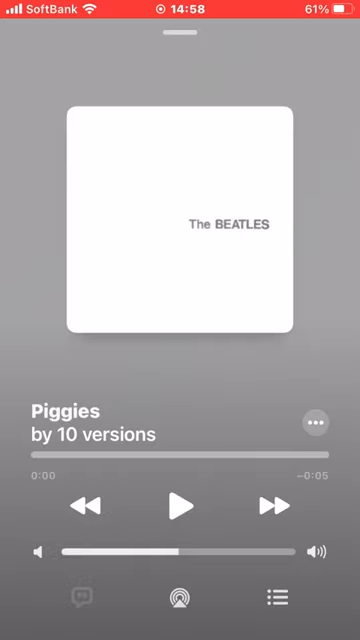 SoftBank 14:58 61%
The BEATLES
Piggies
by 10 versions
0:00 −0:05